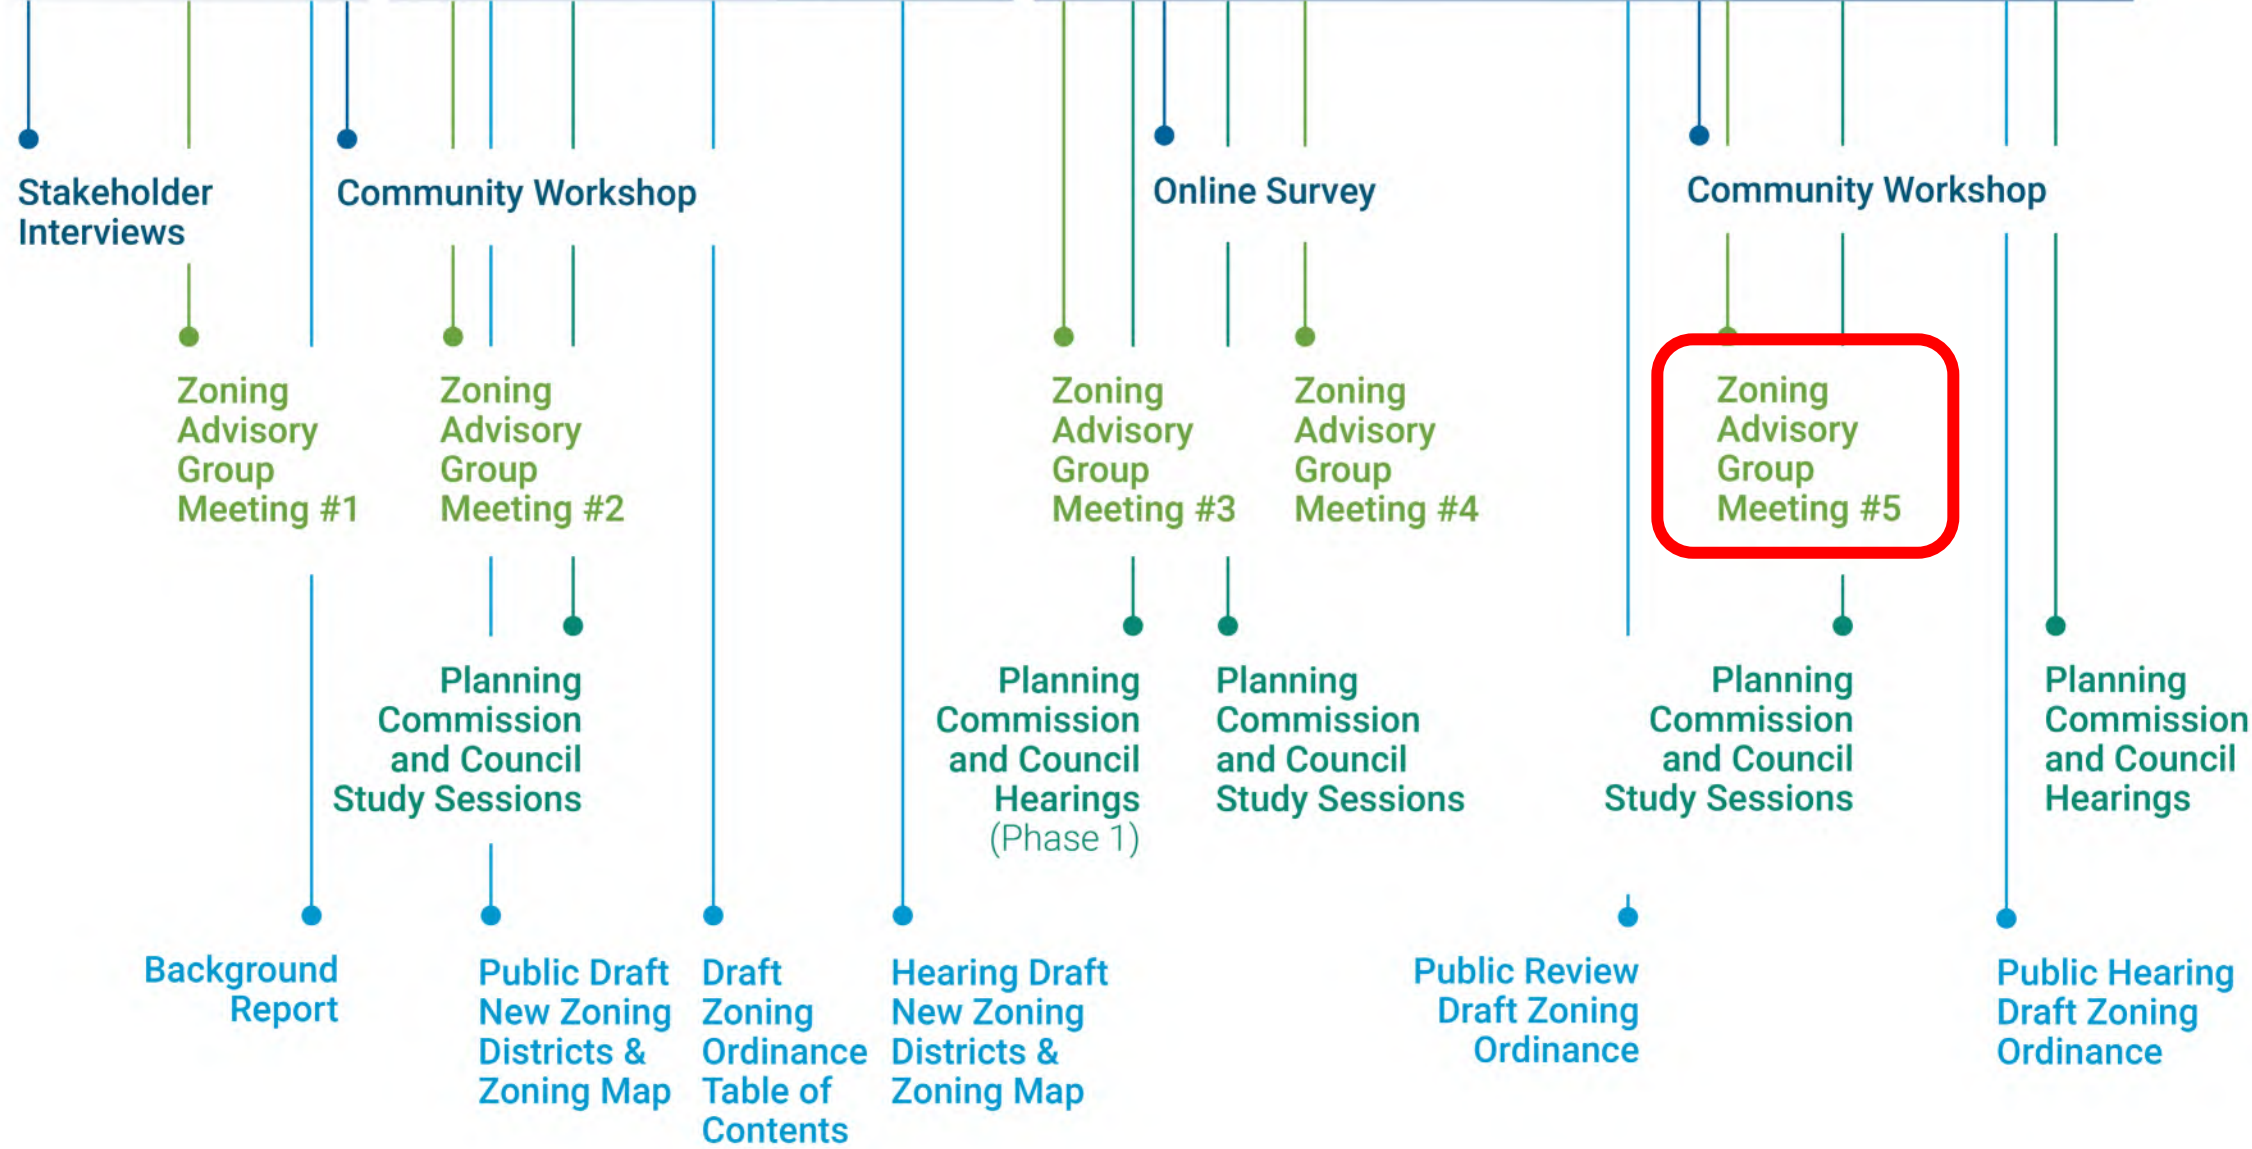 Stakeholder
Interviews
Community Workshop
Online Survey
Community Workshop
Zoning
Advisory
Group
Meeting #1
Zoning
Advisory
Group
Meeting #2
Zoning
Advisory
Group
Meeting #3
Zoning
Advisory
Group
Meeting #4
Zoning
Advisory
Group
Meeting #5
Planning
Commission
and Council
Study Sessions
Planning
Commission
and Council
Hearings
(Phase 1)
Planning
Commission
and Council
Study Sessions
Planning
Commission
and Council
Study Sessions
Planning
Commission
and Council
Hearings
Background
Report
Public Draft
New Zoning
Districts &
Zoning Map
Draft
Zoning
Ordinance
Table of
Contents
Hearing Draft
New Zoning
Districts &
Zoning Map
Public Review
Draft Zoning
Ordinance
Public Hearing
Draft Zoning
Ordinance